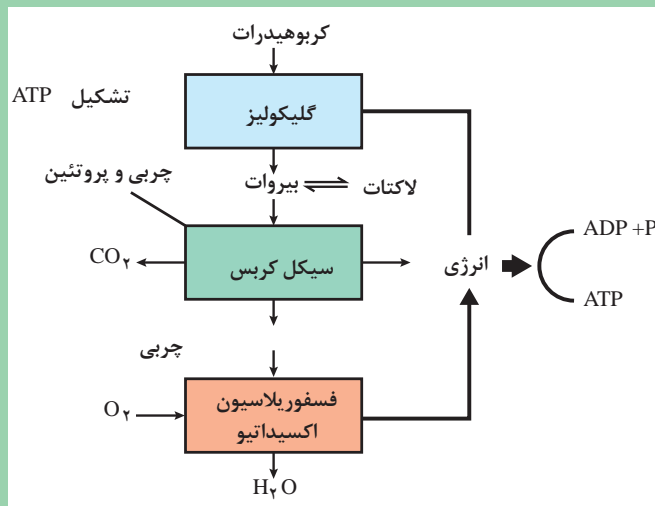 کربوهیدرات
تشکیل ATP
گلیکولیز
چربی و پروتئین
بیروات
لاکتات
CO۲
سیکل کربس
انرژی
ADP +P
ATP
چربی
O۲
فسفوریلاسیون
اکسیداتیو
H۲O